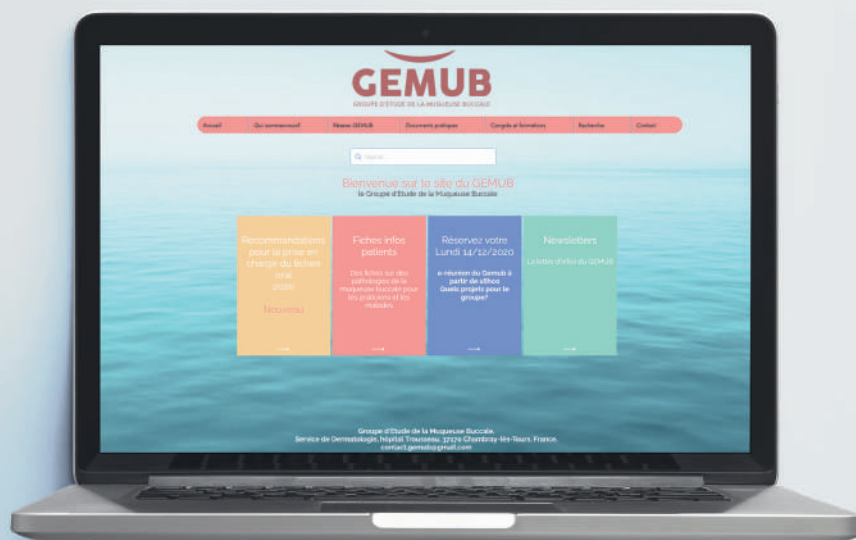 GEMUB
GROUPE D'ETUDE DE LA MUQUEUSE BUCCALE
Accueil
Qui sommes-nous?
Réseau GEMUB
Documents pratiques
Congrès et formations
Recherche
Contact
Bienvenue sur le site du GEMUB
le Groupe d'Etude de la Muqueuse Buccale
Recommandations
pour la prise en
charge du lichen
oral
2020
Nouveau
Fiches infos
patients
Des fiches sur des
pathologies de la
muqueuse buccale pour
les praticiens et les
malades
Réservez votre
Lundi 14/12/2020
e-réunion du Gemub à
partir de 16h00
Quels projets pour le
groupe?
Newsletters
La lettre d'infos du GEMUB
Groupe d'Etude de la Muqueuse Buccale.
Service de Dermatologie, hôpital Trousseau, 37170 Chambray-lès-Tours, France.
contact.gemub@gmail.com